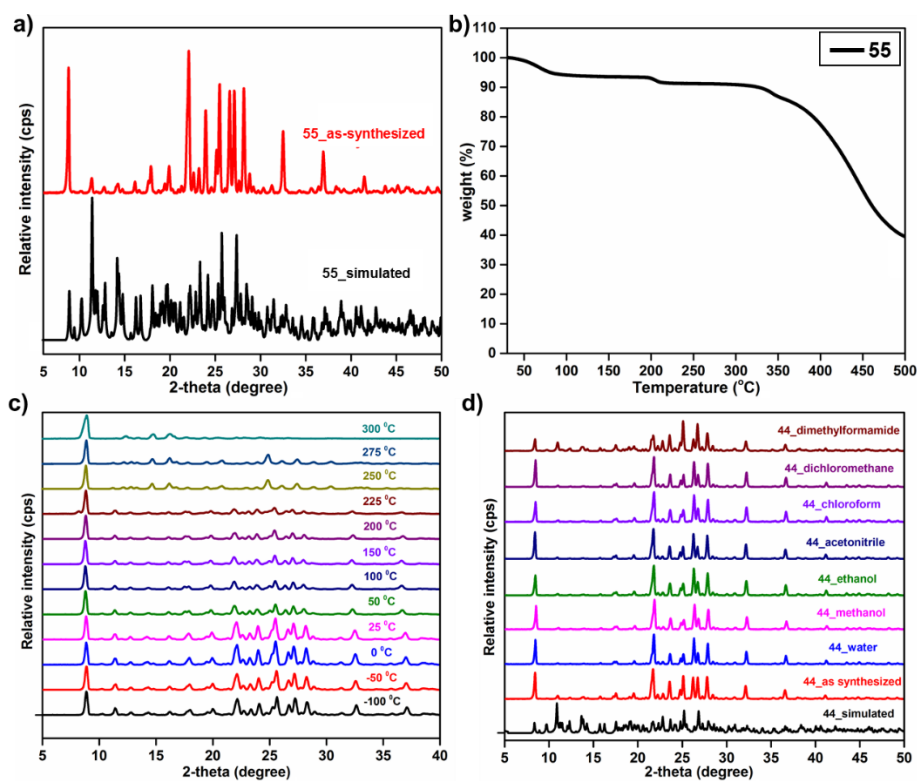 a)
Relative intensity (cps)
55_as-synthesized
55_simulated
5 10 15 20 25 30 35 40 45 50
2-theta (degree)
b)
55
weight (%)
110
100
90
80
70
60
50
40
30
20
10
0
50 100 150 200 250 300 350 400 450 500
Temperature (°C)
c)
Relative intensity (cps)
300 °C
275 °C
250 °C
225 °C
200 °C
150 °C
100 °C
50 °C
25 °C
0 °C
-50 °C
-100 °C
5 10 15 20 25 30 35 40
2-theta (degree)
d)
Relative intensity (cps)
44_dimethylformamide
44_dichloromethane
44_chloroform
44_acetonitrile
44_ethanol
44_methanol
44_water
44_as synthesized
44_simulated
5 10 15 20 25 30 35 40 45 50
2-theta (degree)